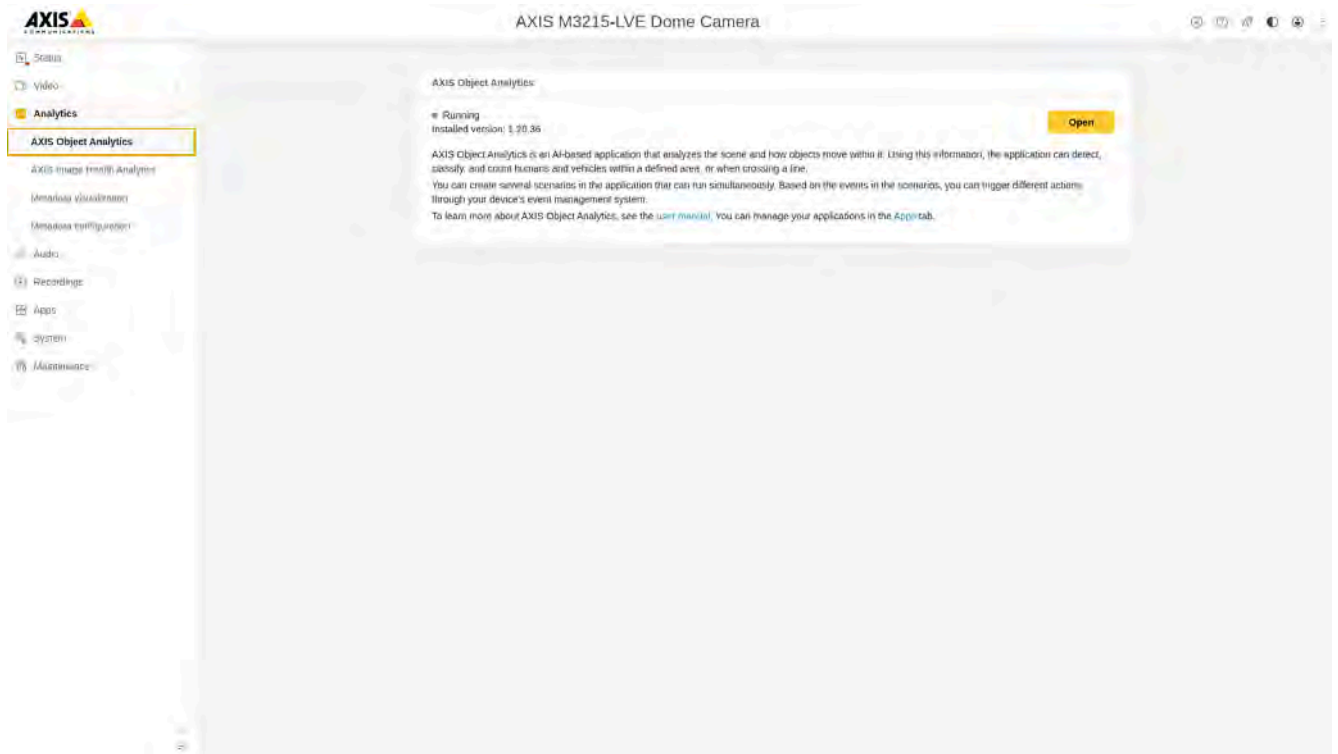 AXIS
COMMUNICATIONS
AXIS M3215-LVE Dome Camera
Status
Video
Analytics
AXIS Object Analytics
AXIS Image Health Analytics
Metadata visualization
Metadata configuration
Audio
Recordings
Apps
System
Maintenance
AXIS Object Analytics
Running
Installed version: 1.20.36
Open
AXIS Object Analytics is an AI-based application that analyzes the scene and how objects move within it. Using this information, the application can detect,
classify, and count humans and vehicles within a defined area, or when crossing a line.
You can create several scenarios in the application that can run simultaneously. Based on the events in the scenarios, you can trigger different actions
through your device's event management system.
To learn more about AXIS Object Analytics, see the user manual. You can manage your applications in the Apps tab.